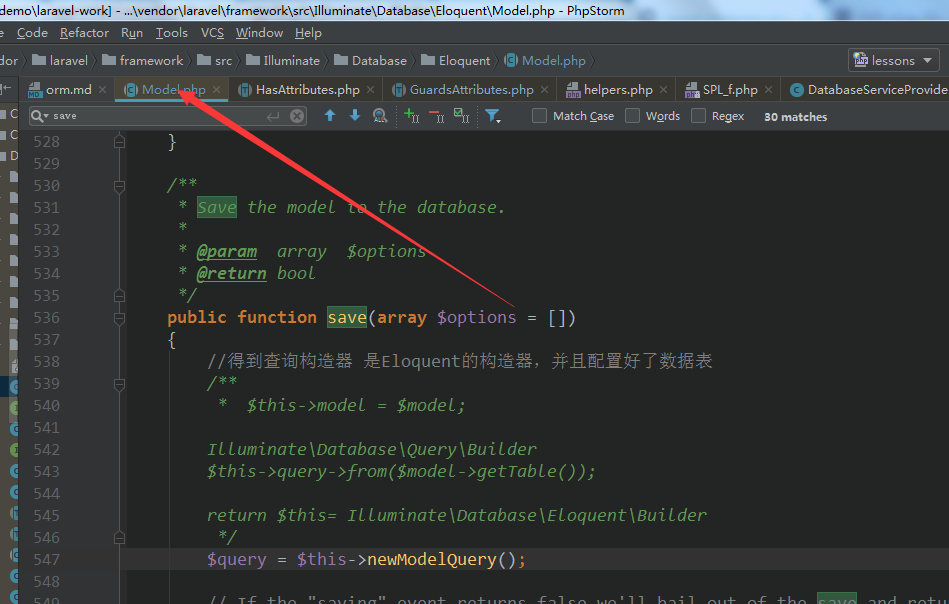 demo\laravel-work] - ...\vendor\laravel\framework\src\Illuminate\Database\Eloquent\Model.php - PhpStorm
e Code Refactor Run Tools VCS Window Help
dor laravel framework src Illuminate Database Eloquent Model.php lessons
orm.md Model.php HasAttributes.php GuardsAttributes.php helpers.php SPL_f.php DatabaseServiceProvide
save Match Case Words Regex 30 matches
528 }
529
530 /**
531 * Save the model to the database.
532 *
533 * @param array $options
534 * @return bool
535 */
536 public function save(array $options = [])
537 {
538 //得到查询构造器 是Eloquent的构造器，并且配置好了数据表
539 /**
540 * $this->model = $model;
541
542 Illuminate\Database\Query\Builder
543 $this->query->from($model->getTable());
544
545 return $this= Illuminate\Database\Eloquent\Builder
546 */
547 $query = $this->newModelQuery();
548
549 // If the "saving" event returns false we'll bail out of the save and retu